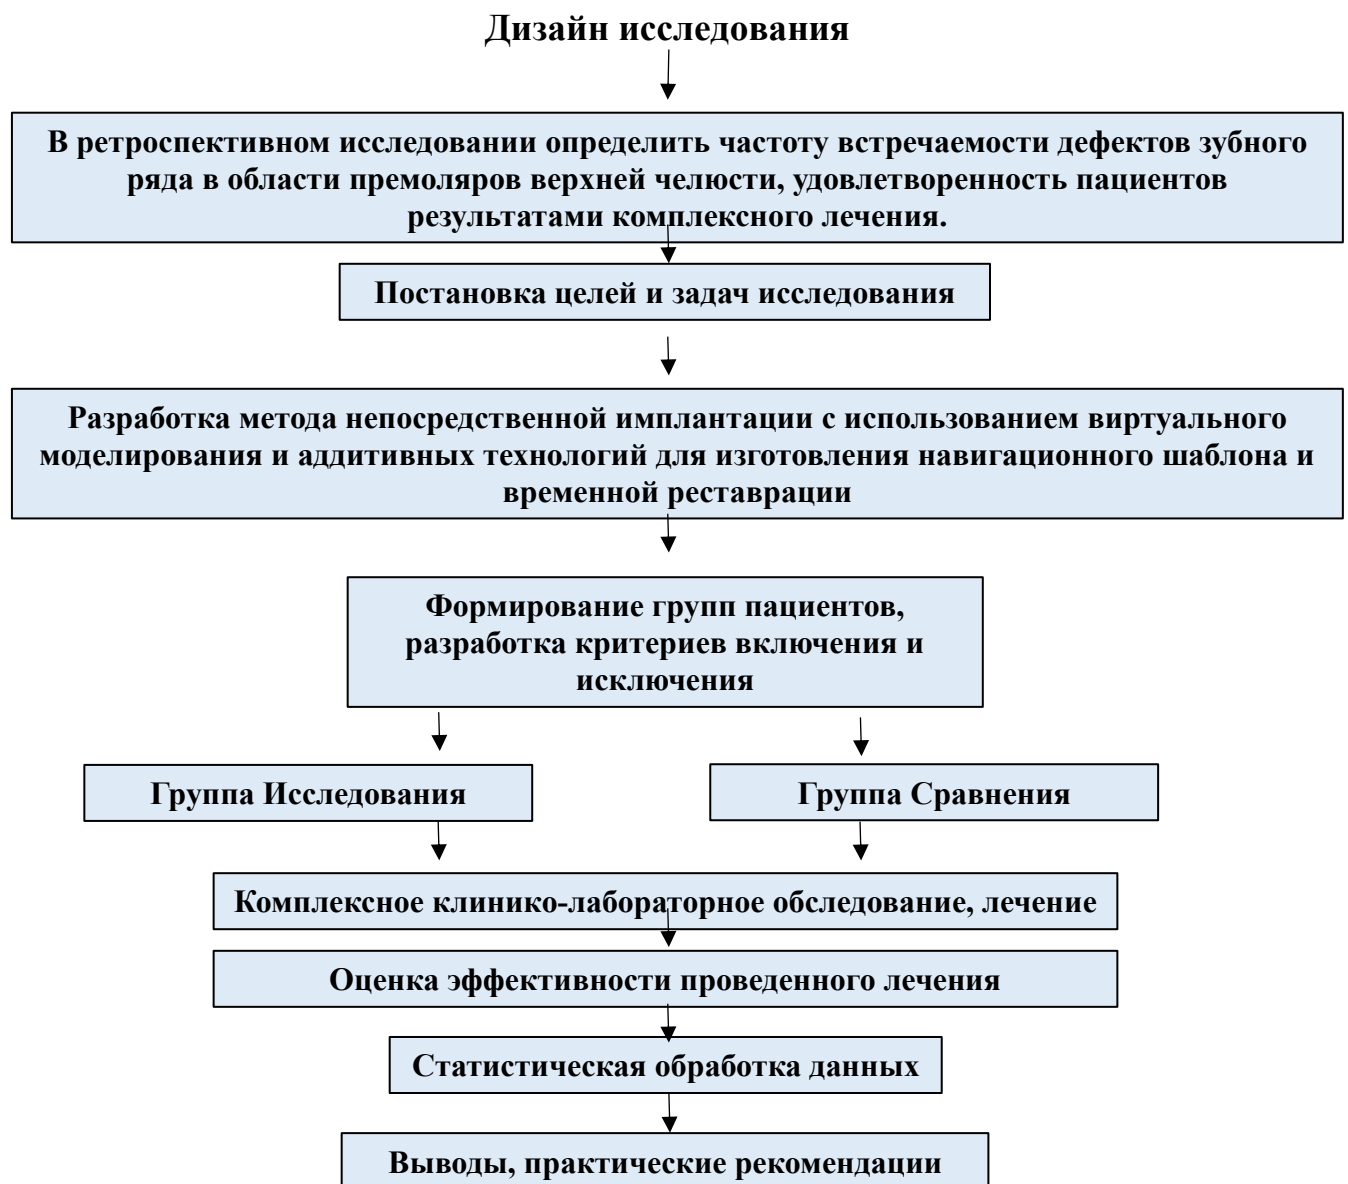 Дизайн исследования
В ретроспективном исследовании определить частоту встречаемости дефектов зубного
ряда в области премоляров верхней челюсти, удовлетворенность пациентов
результатами комплексного лечения.
Постановка целей и задач исследования
Разработка метода непосредственной имплантации с использованием виртуального
моделирования и аддитивных технологий для изготовления навигационного шаблона и
временной реставрации
Формирование групп пациентов,
разработка критериев включения и
исключения
Группа Исследования
Группа Сравнения
Комплексное клинико-лабораторное обследование, лечение
Оценка эффективности проведенного лечения
Статистическая обработка данных
Выводы, практические рекомендации